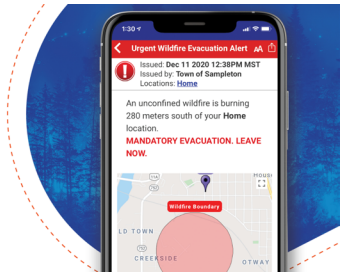 1:30
Urgent Wildfire Evacuation Alert AA
Issued: Dec 11 2020 12:38PM MST
Issued by: Town of Sampleton
Locations: Home
An unconfined wildfire is burning
280 meters south of your Home
location.
MANDATORY EVACUATION. LEAVE
NOW.
Wildfire Boundary
LD TOWN
CREEKSIDE
OTWAY